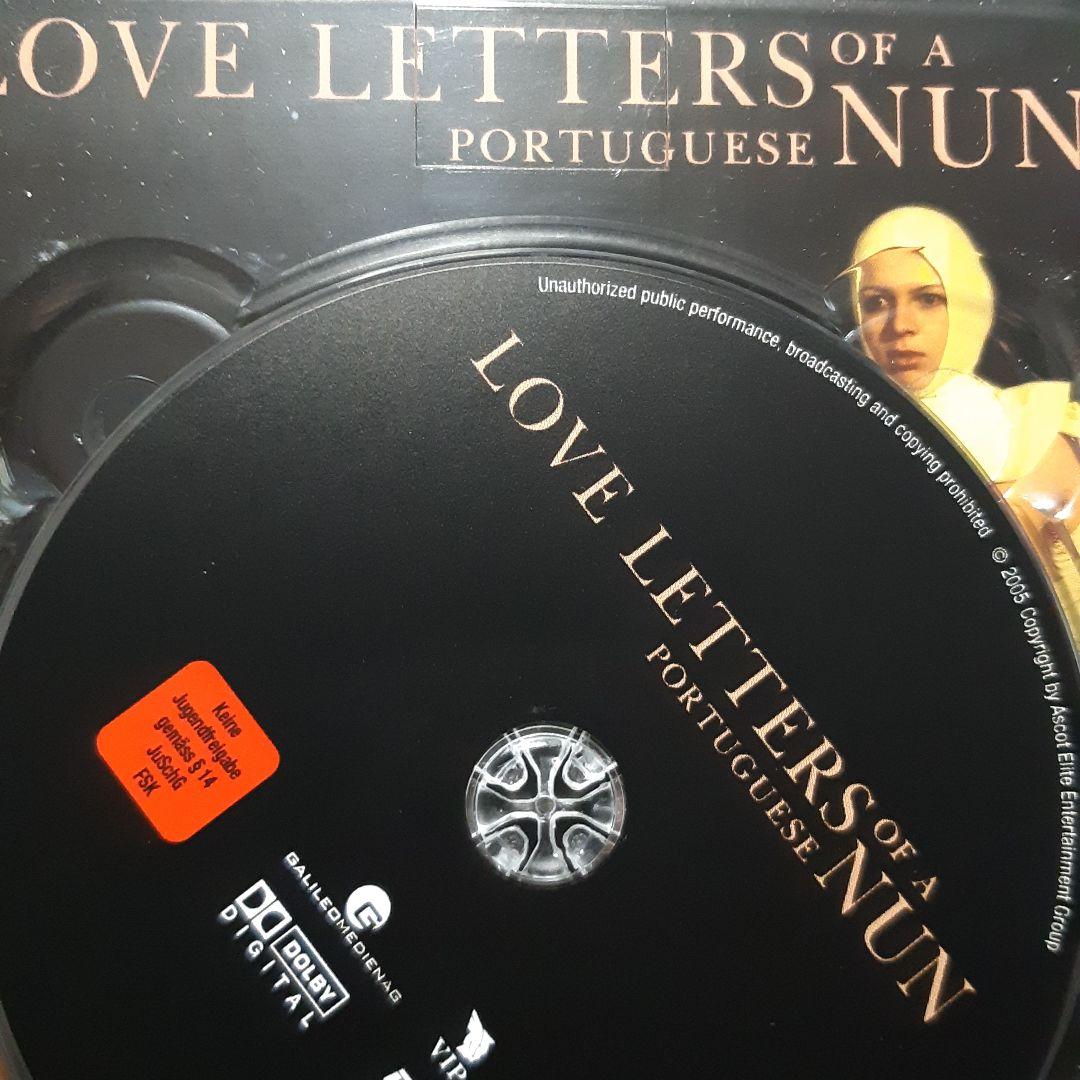 LOVE LETTERS OF A
PORTUGUESE NUN
Unauthorized public performance, broadcasting and copying prohibited © 2005 Copyright by Ascot Elite Entertainment Group
LOVE LETTERS OF A
PORTUGUESE NUN
Keine
Jugendfreigabe
gemäss § 14
JuSchG
FSK
GALILEOMEDIENAG
DOLBY
DIGITAL
VIP